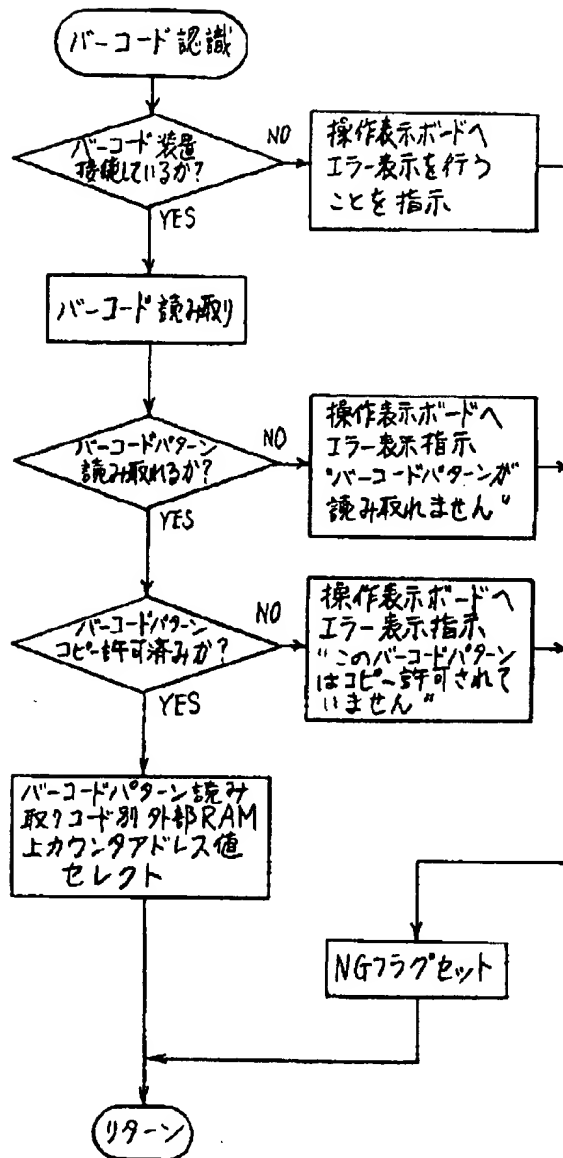 バーコード認識
バーコード装置
接続しているか?
NO
操作表示ボードへ
エラー表示を行う
ことを指示
YES
バーコード読み取り
バーコードパターン
読み取れるか?
NO
操作表示ボードへ
エラー表示指示
"バーコードパターンが
読み取れません"
YES
バーコードパターン
コピー許可済みか?
NO
操作表示ボードへ
エラー表示指示
"このバーコードパターン
はコピー許可されて
いません"
YES
バーコードパターン読み
取りコード別外部RAM
上カウンタアドレス値
セレクト
NGフラグセット
リターン